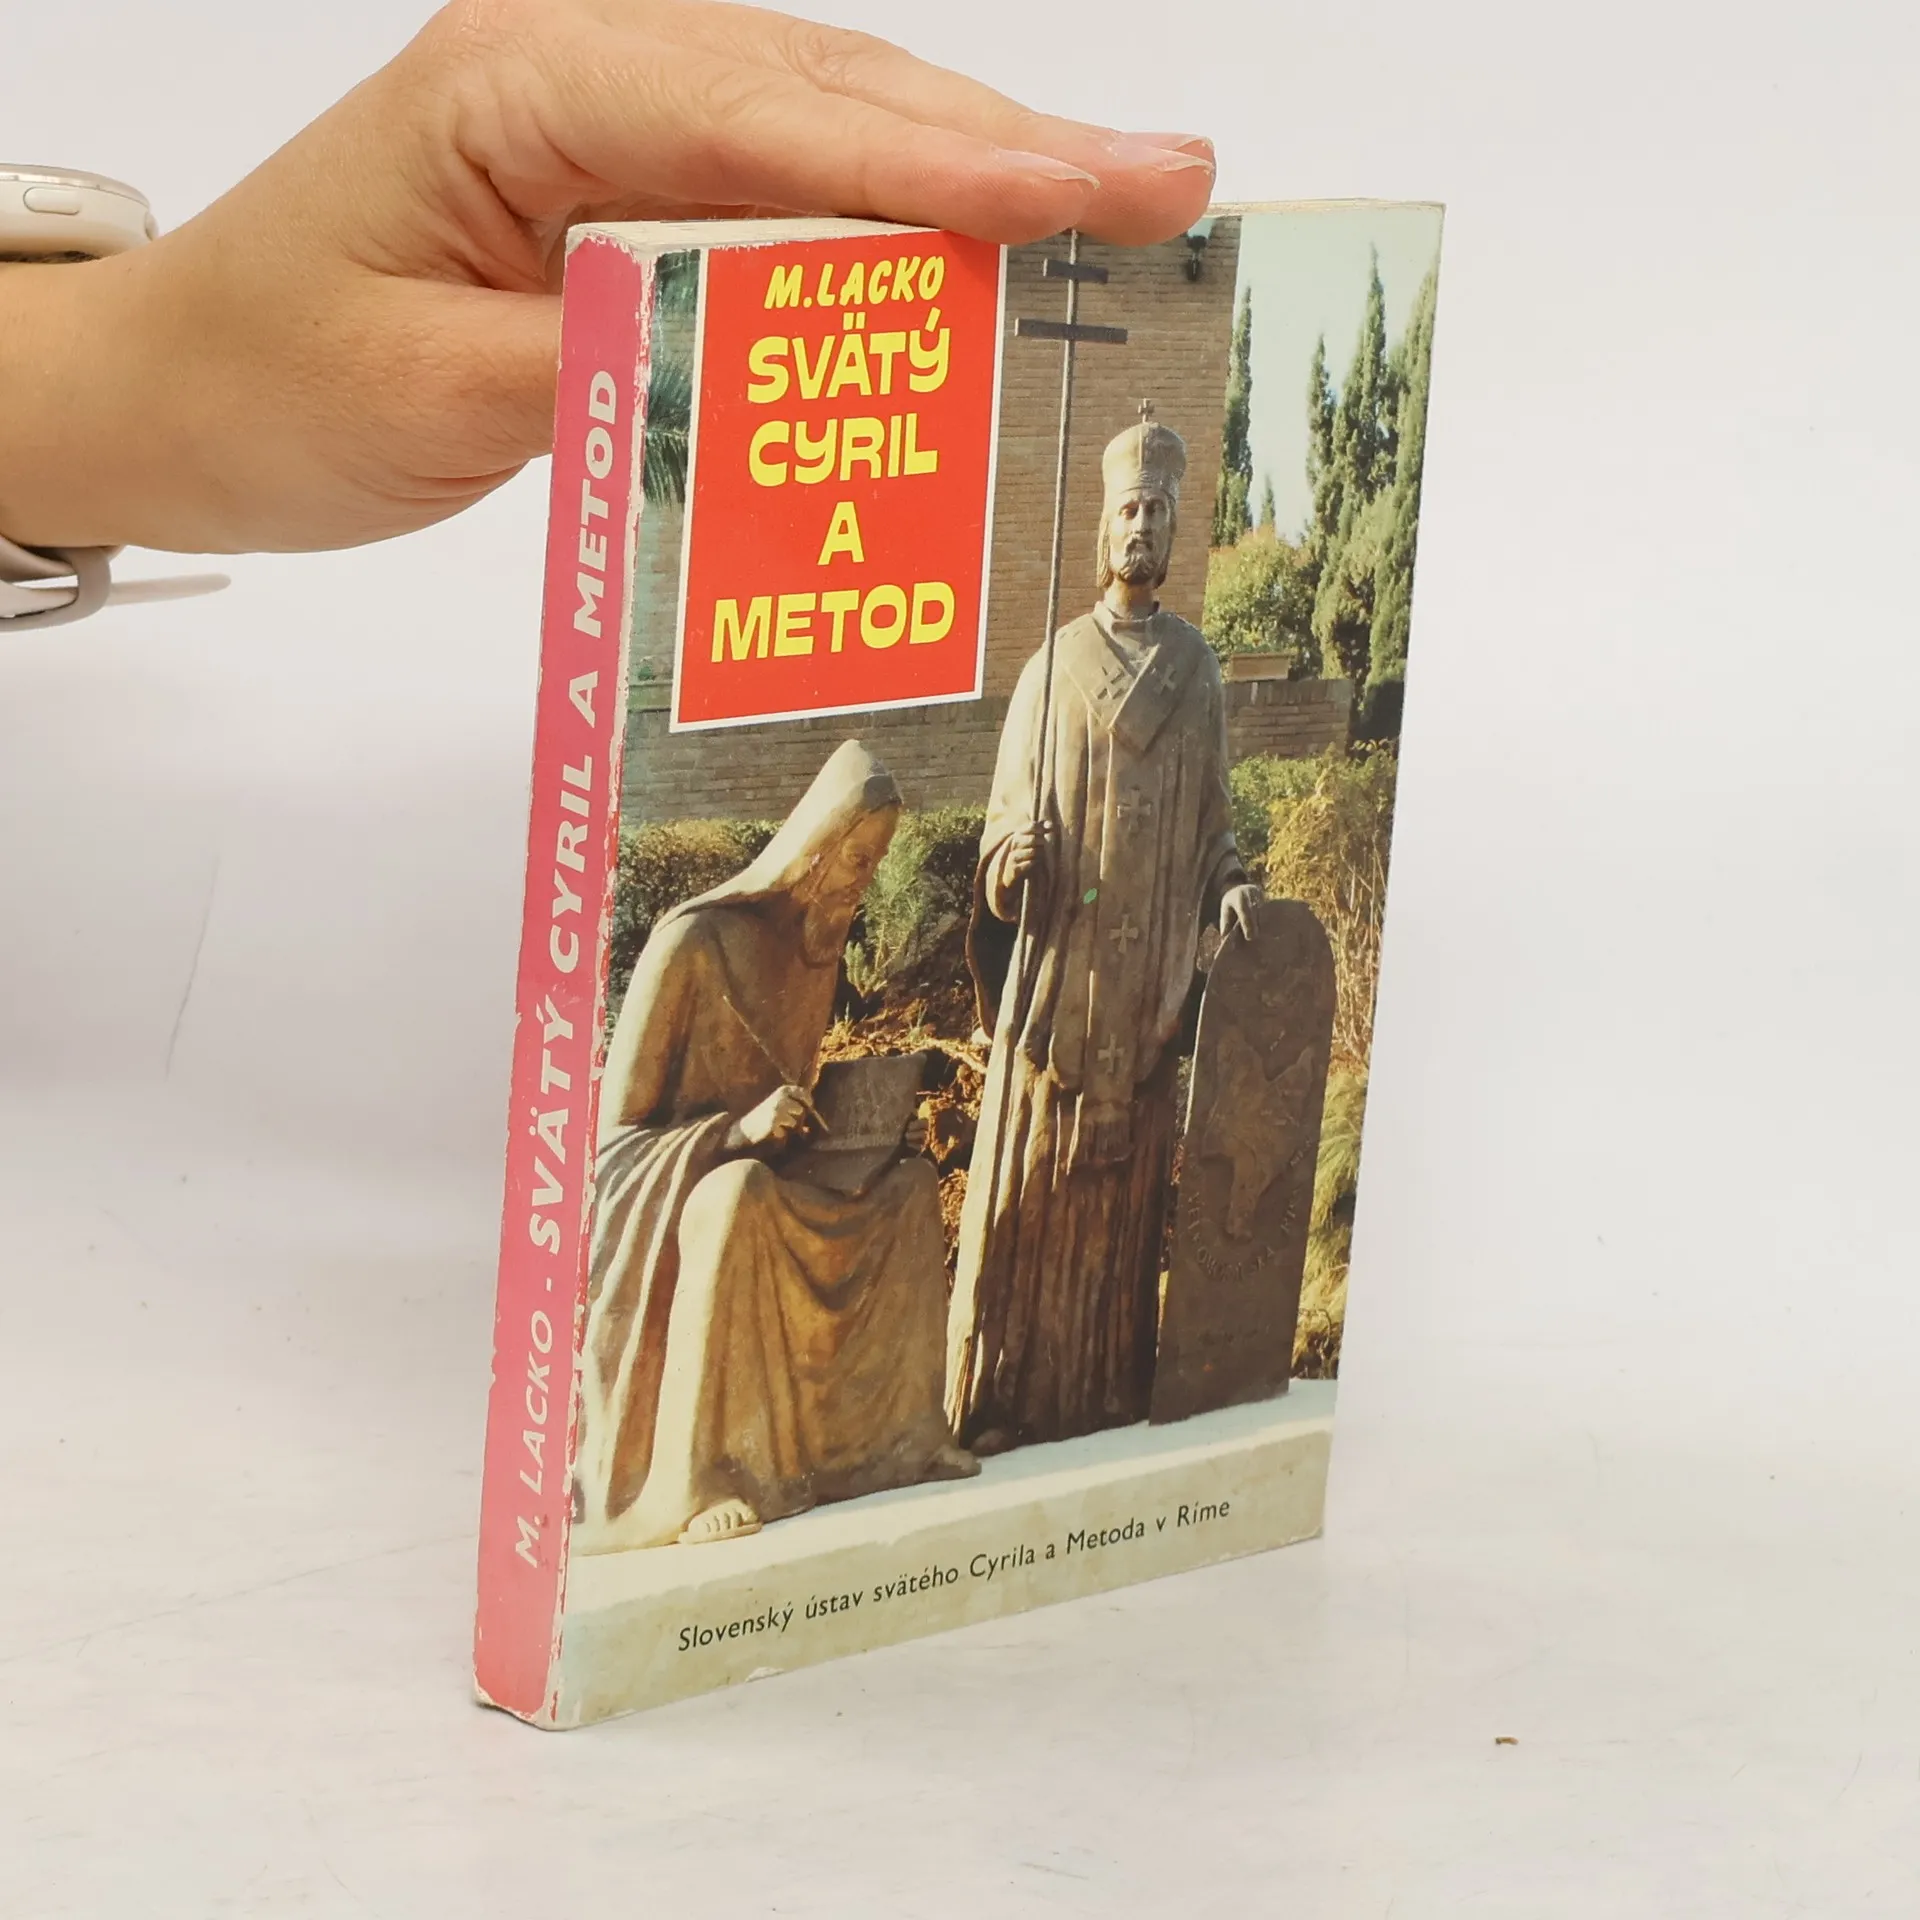 M. LACKO
SVÄTÝ
CYRIL
A
METOD
Slovenský ústav svätého Cyrila a Metoda v Ríme
M. LACKO - SVÄTÝ CYRIL A METOD